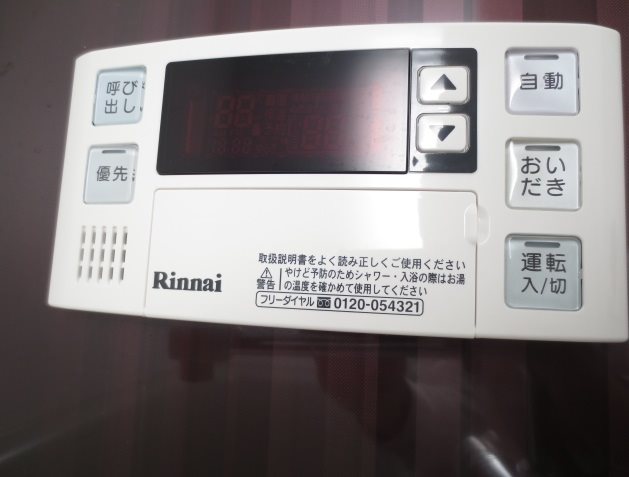 呼び
出し
優先
▲
▼
自動
おい
だき
運転
入/切
取扱説明書をよく読み正しくご使用ください
警告
やけど予防のためシャワー・入浴の際はお湯
の温度を確かめて使用してください
フリーダイヤル 0120-054321
Rinnai